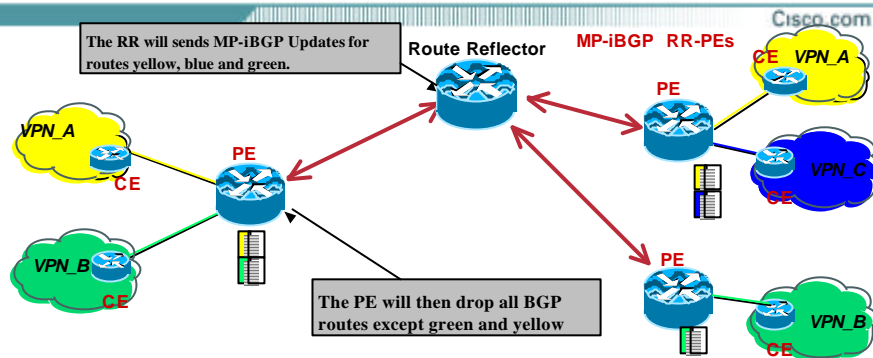 Cisco.com
The RR will sends MP-iBGP Updates for
routes yellow, blue and green.
Route Reflector
MP-iBGP RR-PEs
CE
VPN_A
PE
VPN_A
CE
PE
VPN_C
CE
VPN_B
CE
The PE will then drop all BGP
routes except green and yellow
PE
VPN_B
CE